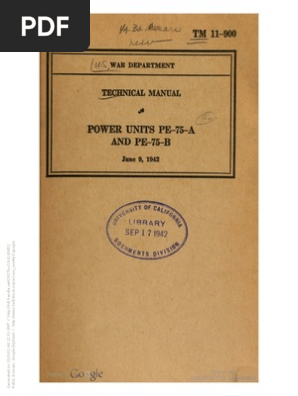 PDF
TM 11-900
U.S. WAR DEPARTMENT
TECHNICAL MANUAL
POWER UNITS PE-75-A
AND PE-75-B
June 9, 1942
UNIVERSITY OF CALIFORNIA
LIBRARY
SEP 17 1942
DOCUMENTS DIVISION
Google